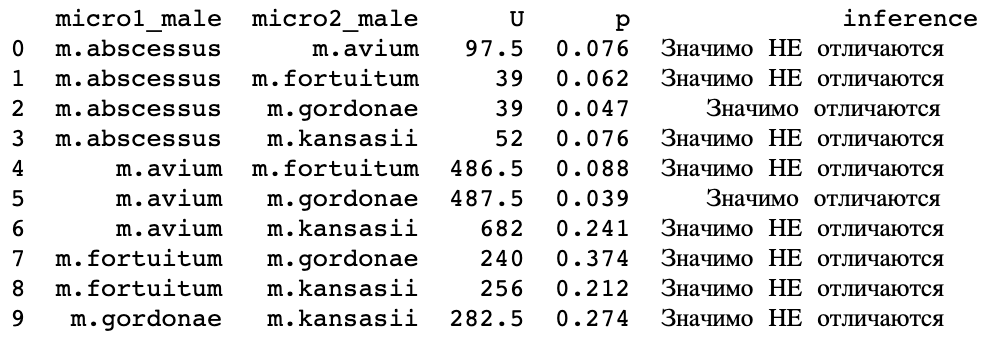 micro1_male micro2_male U p inference
0 m.abscessus m.avium 97.5 0.076 Значимо НЕ отличаются
1 m.abscessus m.fortuitum 39 0.062 Значимо НЕ отличаются
2 m.abscessus m.gordonae 39 0.047 Значимо отличаются
3 m.abscessus m.kansasii 52 0.076 Значимо НЕ отличаются
4 m.avium m.fortuitum 486.5 0.088 Значимо НЕ отличаются
5 m.avium m.gordonae 487.5 0.039 Значимо отличаются
6 m.avium m.kansasii 682 0.241 Значимо НЕ отличаются
7 m.fortuitum m.gordonae 240 0.374 Значимо НЕ отличаются
8 m.fortuitum m.kansasii 256 0.212 Значимо НЕ отличаются
9 m.gordonae m.kansasii 282.5 0.274 Значимо НЕ отличаются